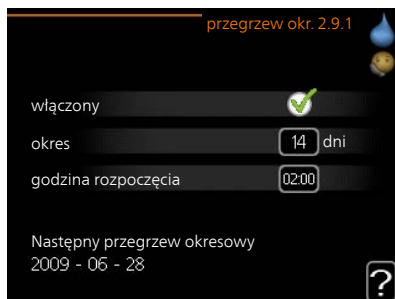 przegrzew okr. 2.9.1
włączony
okres 14 dni
godzina rozpoczęcia 02:00
Następny przegrzew okresowy
2009 - 06 - 28
?